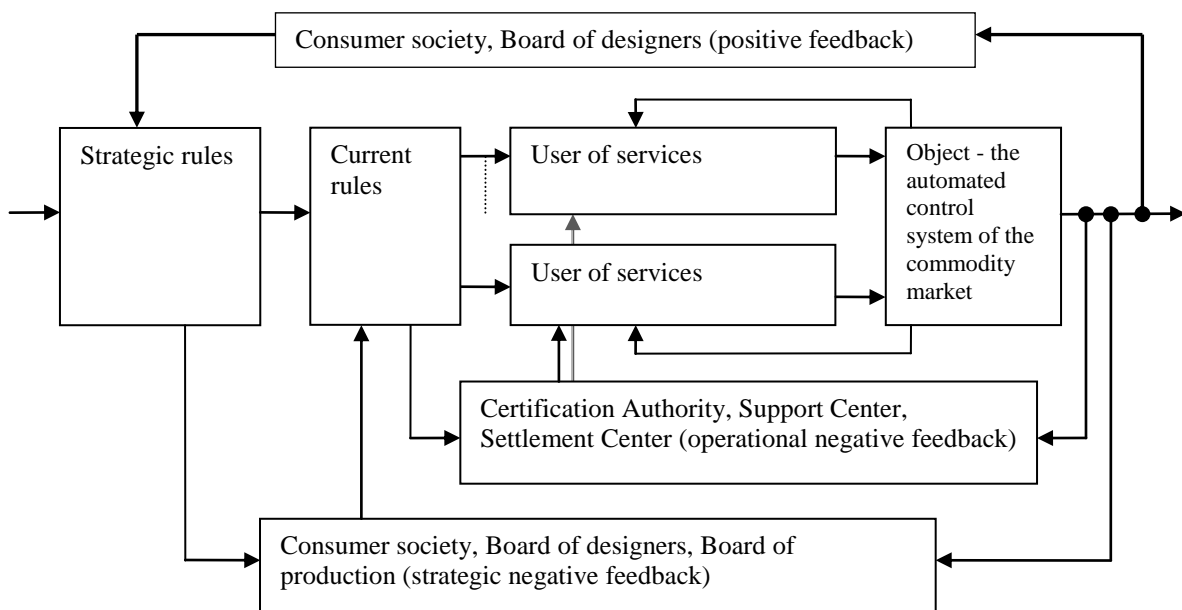 Consumer society, Board of designers (positive feedback)
Strategic rules
Current
rules
User of services
Object - the
automated
control
system of the
commodity
market
User of services
Certification Authority, Support Center,
Settlement Center (operational negative feedback)
Consumer society, Board of designers, Board of
production (strategic negative feedback)